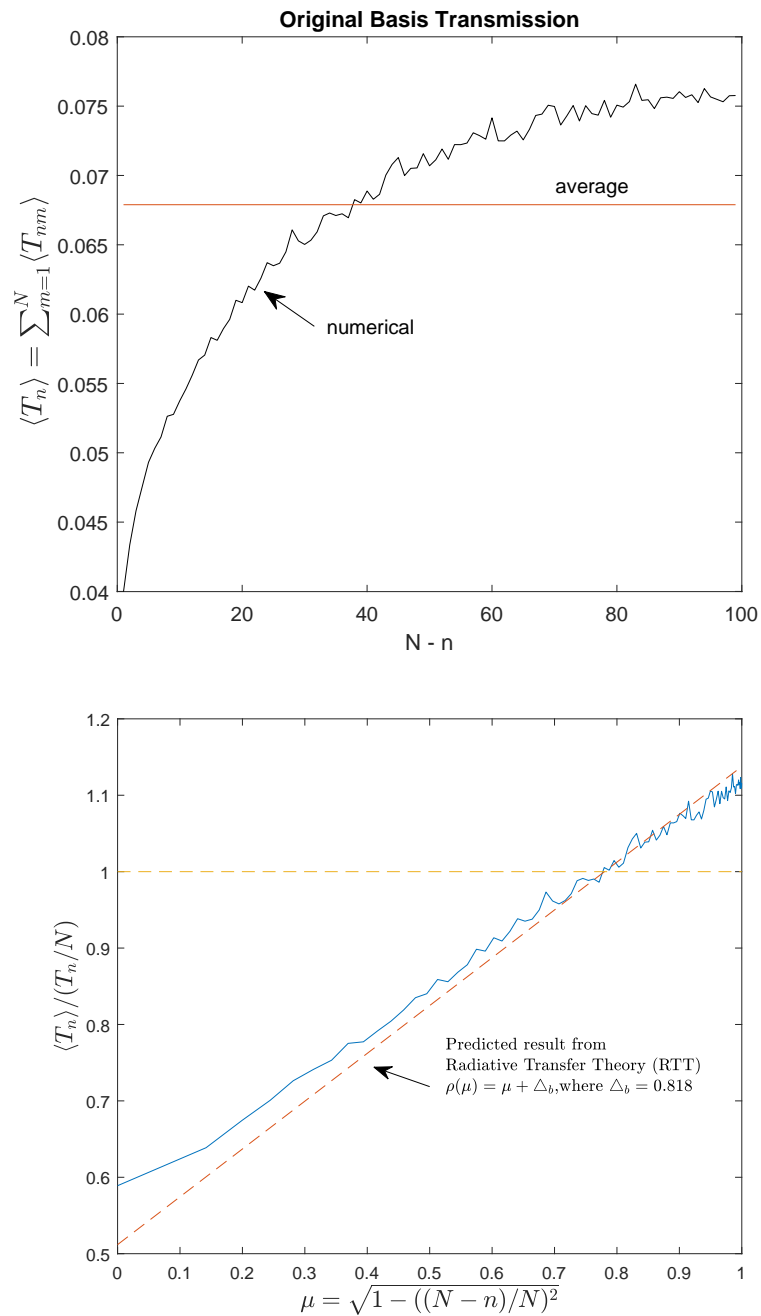 Original Basis Transmission
0.08
0.075
0.07
0.065
0.06
0.055
0.05
0.045
0.04
⟨T_n⟩ = ∑_{m=1}^{N} ⟨T_{nm}⟩
average
numerical
0 20 40 60 80 100
N - n
1.2
1.1
1
0.9
0.8
0.7
0.6
0.5
⟨T_n⟩/(T_n/N)
Predicted result from
Radiative Transfer Theory (RTT)
ρ(μ) = μ + △_b,where △_b = 0.818
0 0.1 0.2 0.3 0.4 0.5 0.6 0.7 0.8 0.9 1
μ = √(1 − ((N − n)/N)²)